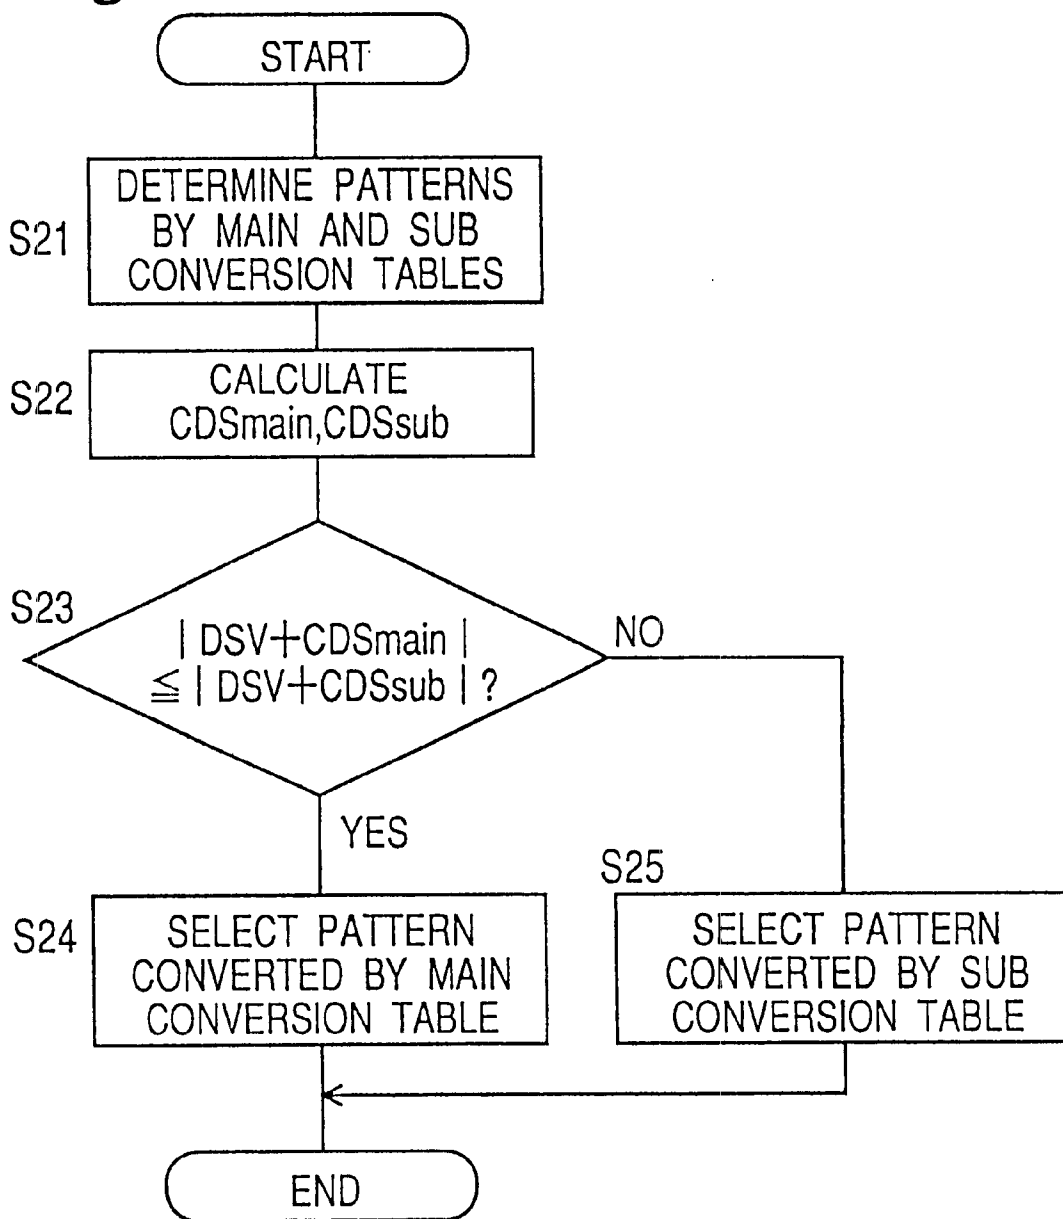 START
S21
DETERMINE PATTERNS
BY MAIN AND SUB
CONVERSION TABLES
S22
CALCULATE
CDSmain,CDSsub
S23
| DSV+CDSmain |
≦ | DSV+CDSsub | ?
NO
YES
S24
SELECT PATTERN
CONVERTED BY MAIN
CONVERSION TABLE
S25
SELECT PATTERN
CONVERTED BY SUB
CONVERSION TABLE
END